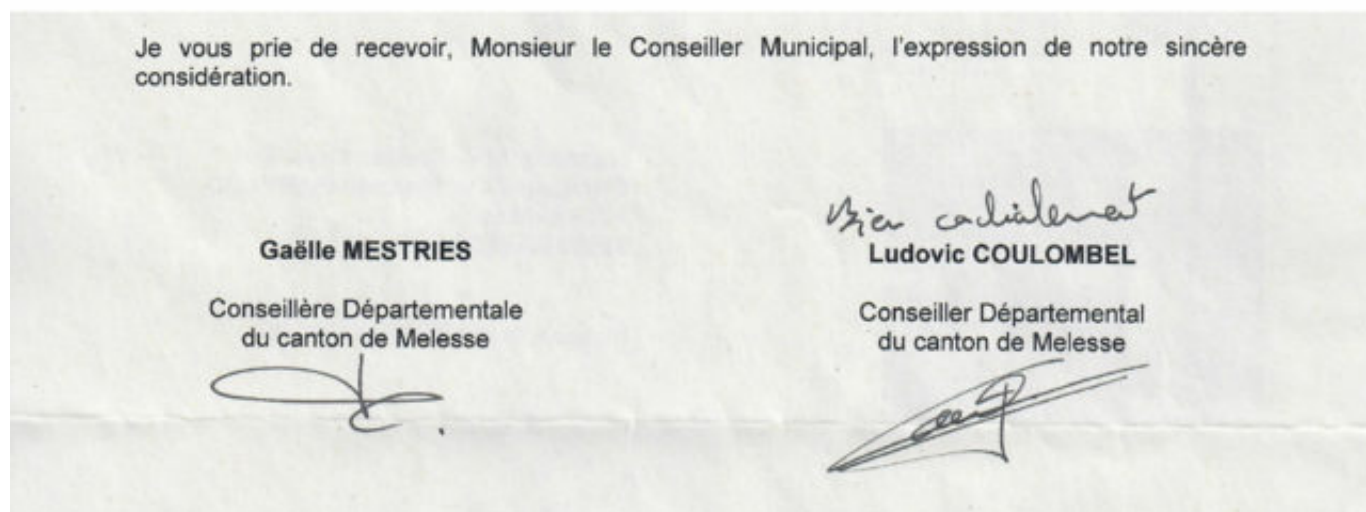 Je vous prie de recevoir, Monsieur le Conseiller Municipal, l'expression de notre sincère
considération.
Bien cordialement
Gaëlle MESTRIES
Ludovic COULOMBEL
Conseillère Départementale
du canton de Melesse
Conseiller Départemental
du canton de Melesse